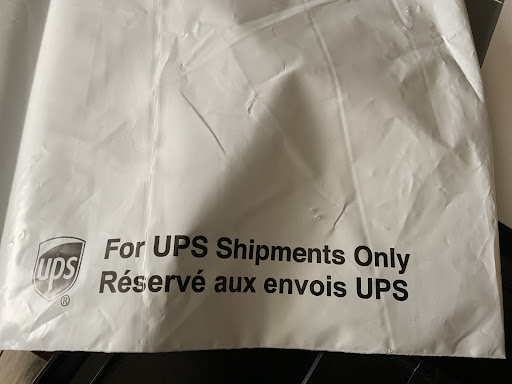 ups
®
For UPS Shipments Only
Réservé aux envois UPS